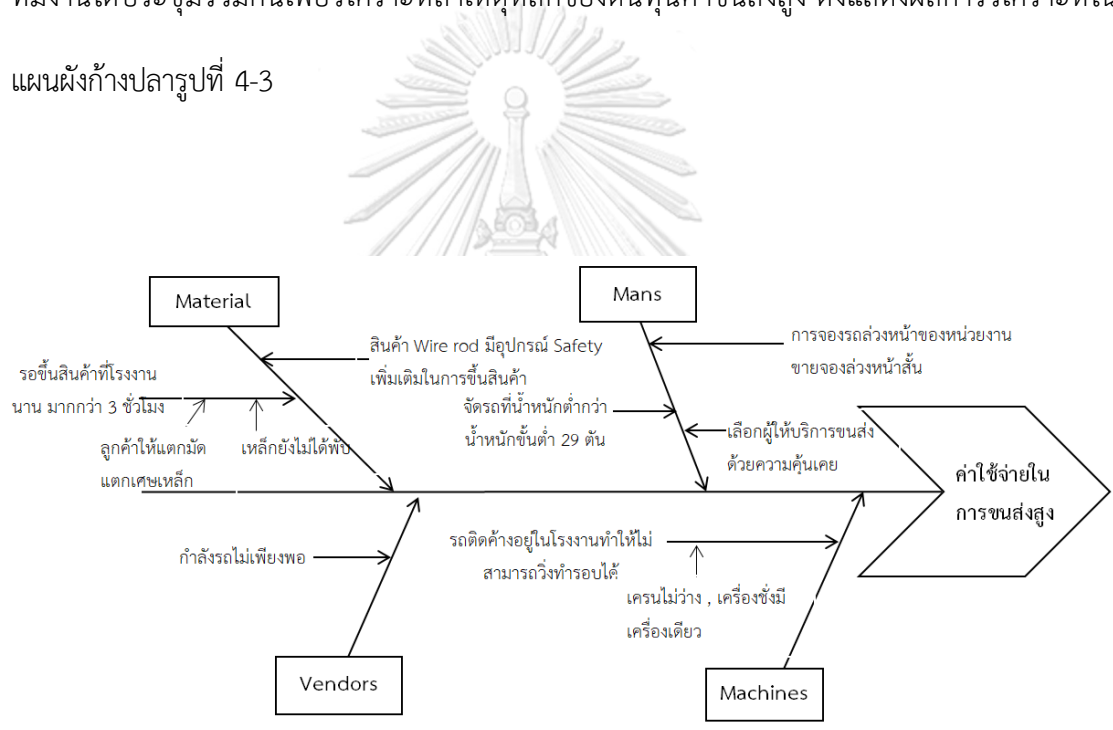 แผนผังก้างปลารูปที่ 4-3
Material
Mans
สินค้า Wire rod มีอุปกรณ์ Safety
เพิ่มเติมในการขึ้นสินค้า
การจองรถล่วงหน้าของหน่วยงาน
ขายจองล่วงหน้าสั้น
รอขึ้นสินค้าที่โรงงาน
นาน มากกว่า 3 ชั่วโมง
จัดรถที่น้ำหนักต่ำกว่า
น้ำหนักขั้นต่ำ 29 ตัน
ลูกค้าให้แตกมัด
แตกเศษเหล็ก
เหล็กยังไม่ได้พับ
เลือกผู้ให้บริการขนส่ง
ด้วยความคุ้นเคย
ค่าใช้จ่ายใน
การขนส่งสูง
กำลังรถไม่เพียงพอ
รถติดค้างอยู่ในโรงงานทำให้ไม่
สามารถวิ่งทำรอบได้
เครนไม่ว่าง , เครื่องชั่งมี
เครื่องเดียว
Vendors
Machines